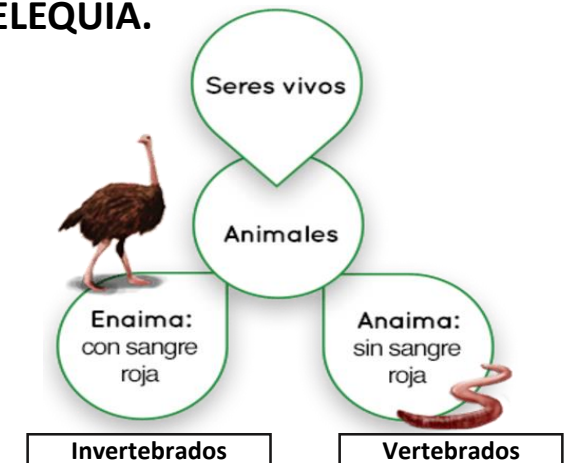 ELEQUIA.
Seres vivos
Animales
Enaima:
con sangre
roja
Anaima:
sin sangre
roja
Invertebrados
Vertebrados